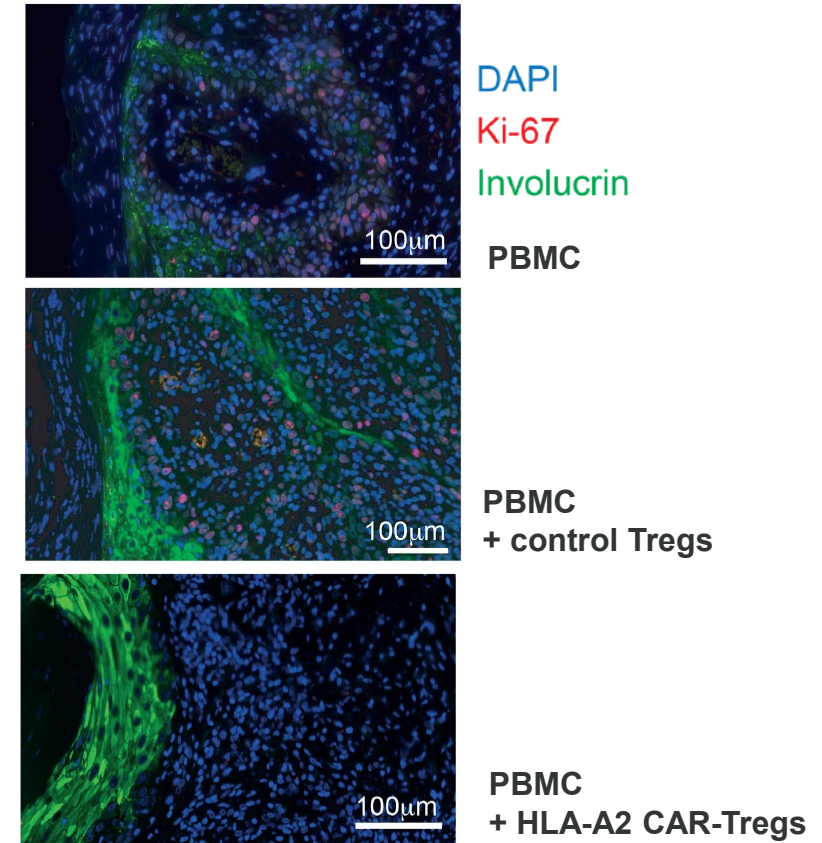 DAPI
Ki-67
Involucrin
100μm
PBMC
100μm
PBMC
+ control Tregs
100μm
PBMC
+ HLA-A2 CAR-Tregs